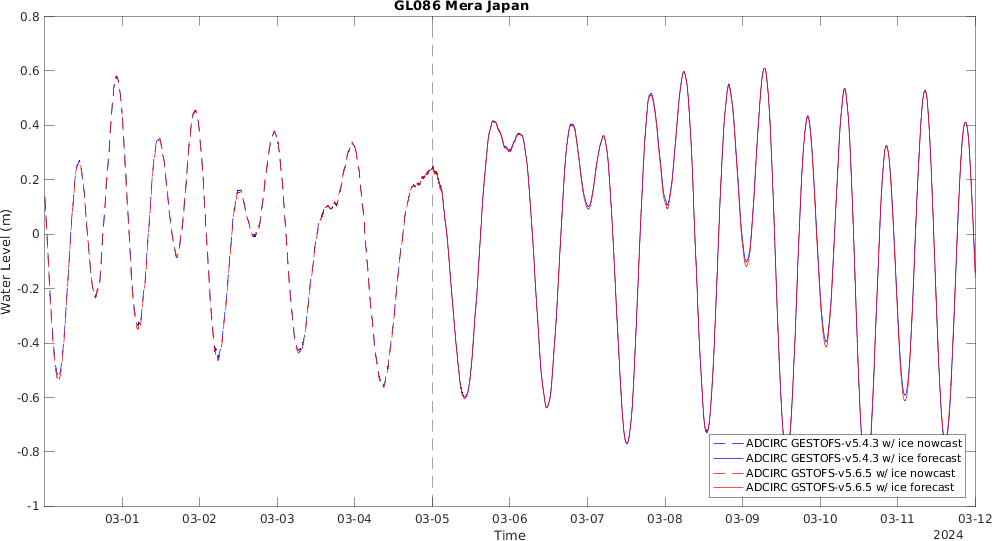 GL086 Mera Japan
0.8
0.6
0.4
0.2
0
-0.2
-0.4
-0.6
-0.8
-1
Water Level (m)
ADCIRC GESTOFS-v5.4.3 w/ ice nowcast
ADCIRC GESTOFS-v5.4.3 w/ ice forecast
ADCIRC GSTOFS-v5.6.5 w/ ice nowcast
ADCIRC GSTOFS-v5.6.5 w/ ice forecast
03-01 03-02 03-03 03-04 03-05 03-06 03-07 03-08 03-09 03-10 03-11 03-12
Time
2024